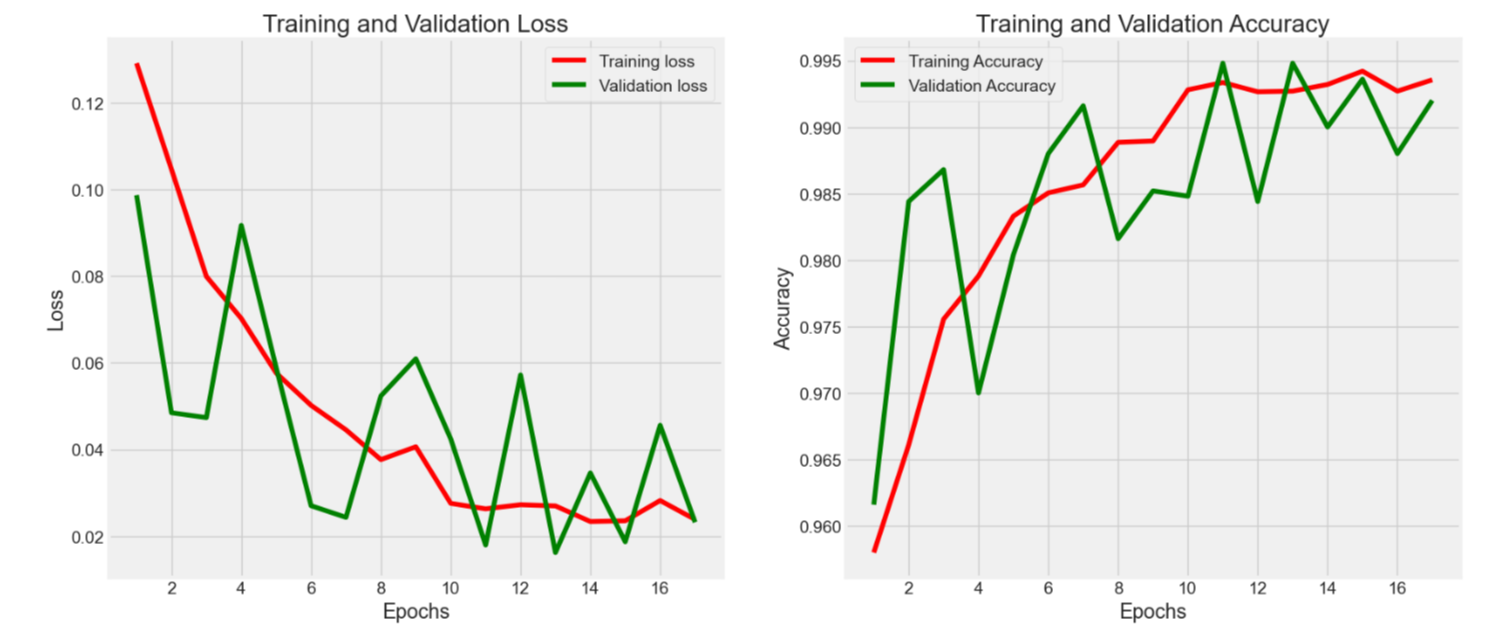 Training and Validation Loss
Training loss
Validation loss
0.12
0.10
0.08
0.06
0.04
0.02
Loss
2 4 6 8 10 12 14 16
Epochs
Training and Validation Accuracy
Training Accuracy
Validation Accuracy
0.995
0.990
0.985
0.980
0.975
0.970
0.965
0.960
Accuracy
2 4 6 8 10 12 14 16
Epochs